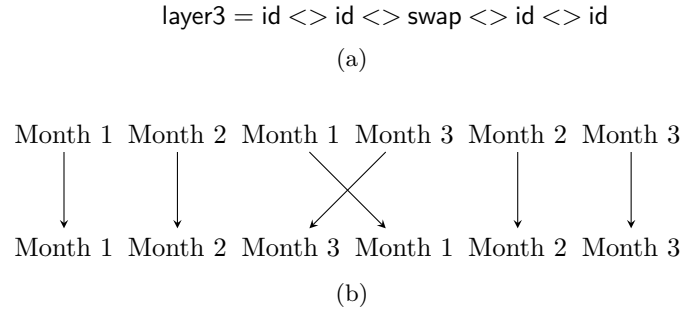 layer3 = id <> id <> swap <> id <> id
(a)
Month 1 Month 2 Month 1 Month 3 Month 2 Month 3
Month 1 Month 2 Month 3 Month 1 Month 2 Month 3
(b)